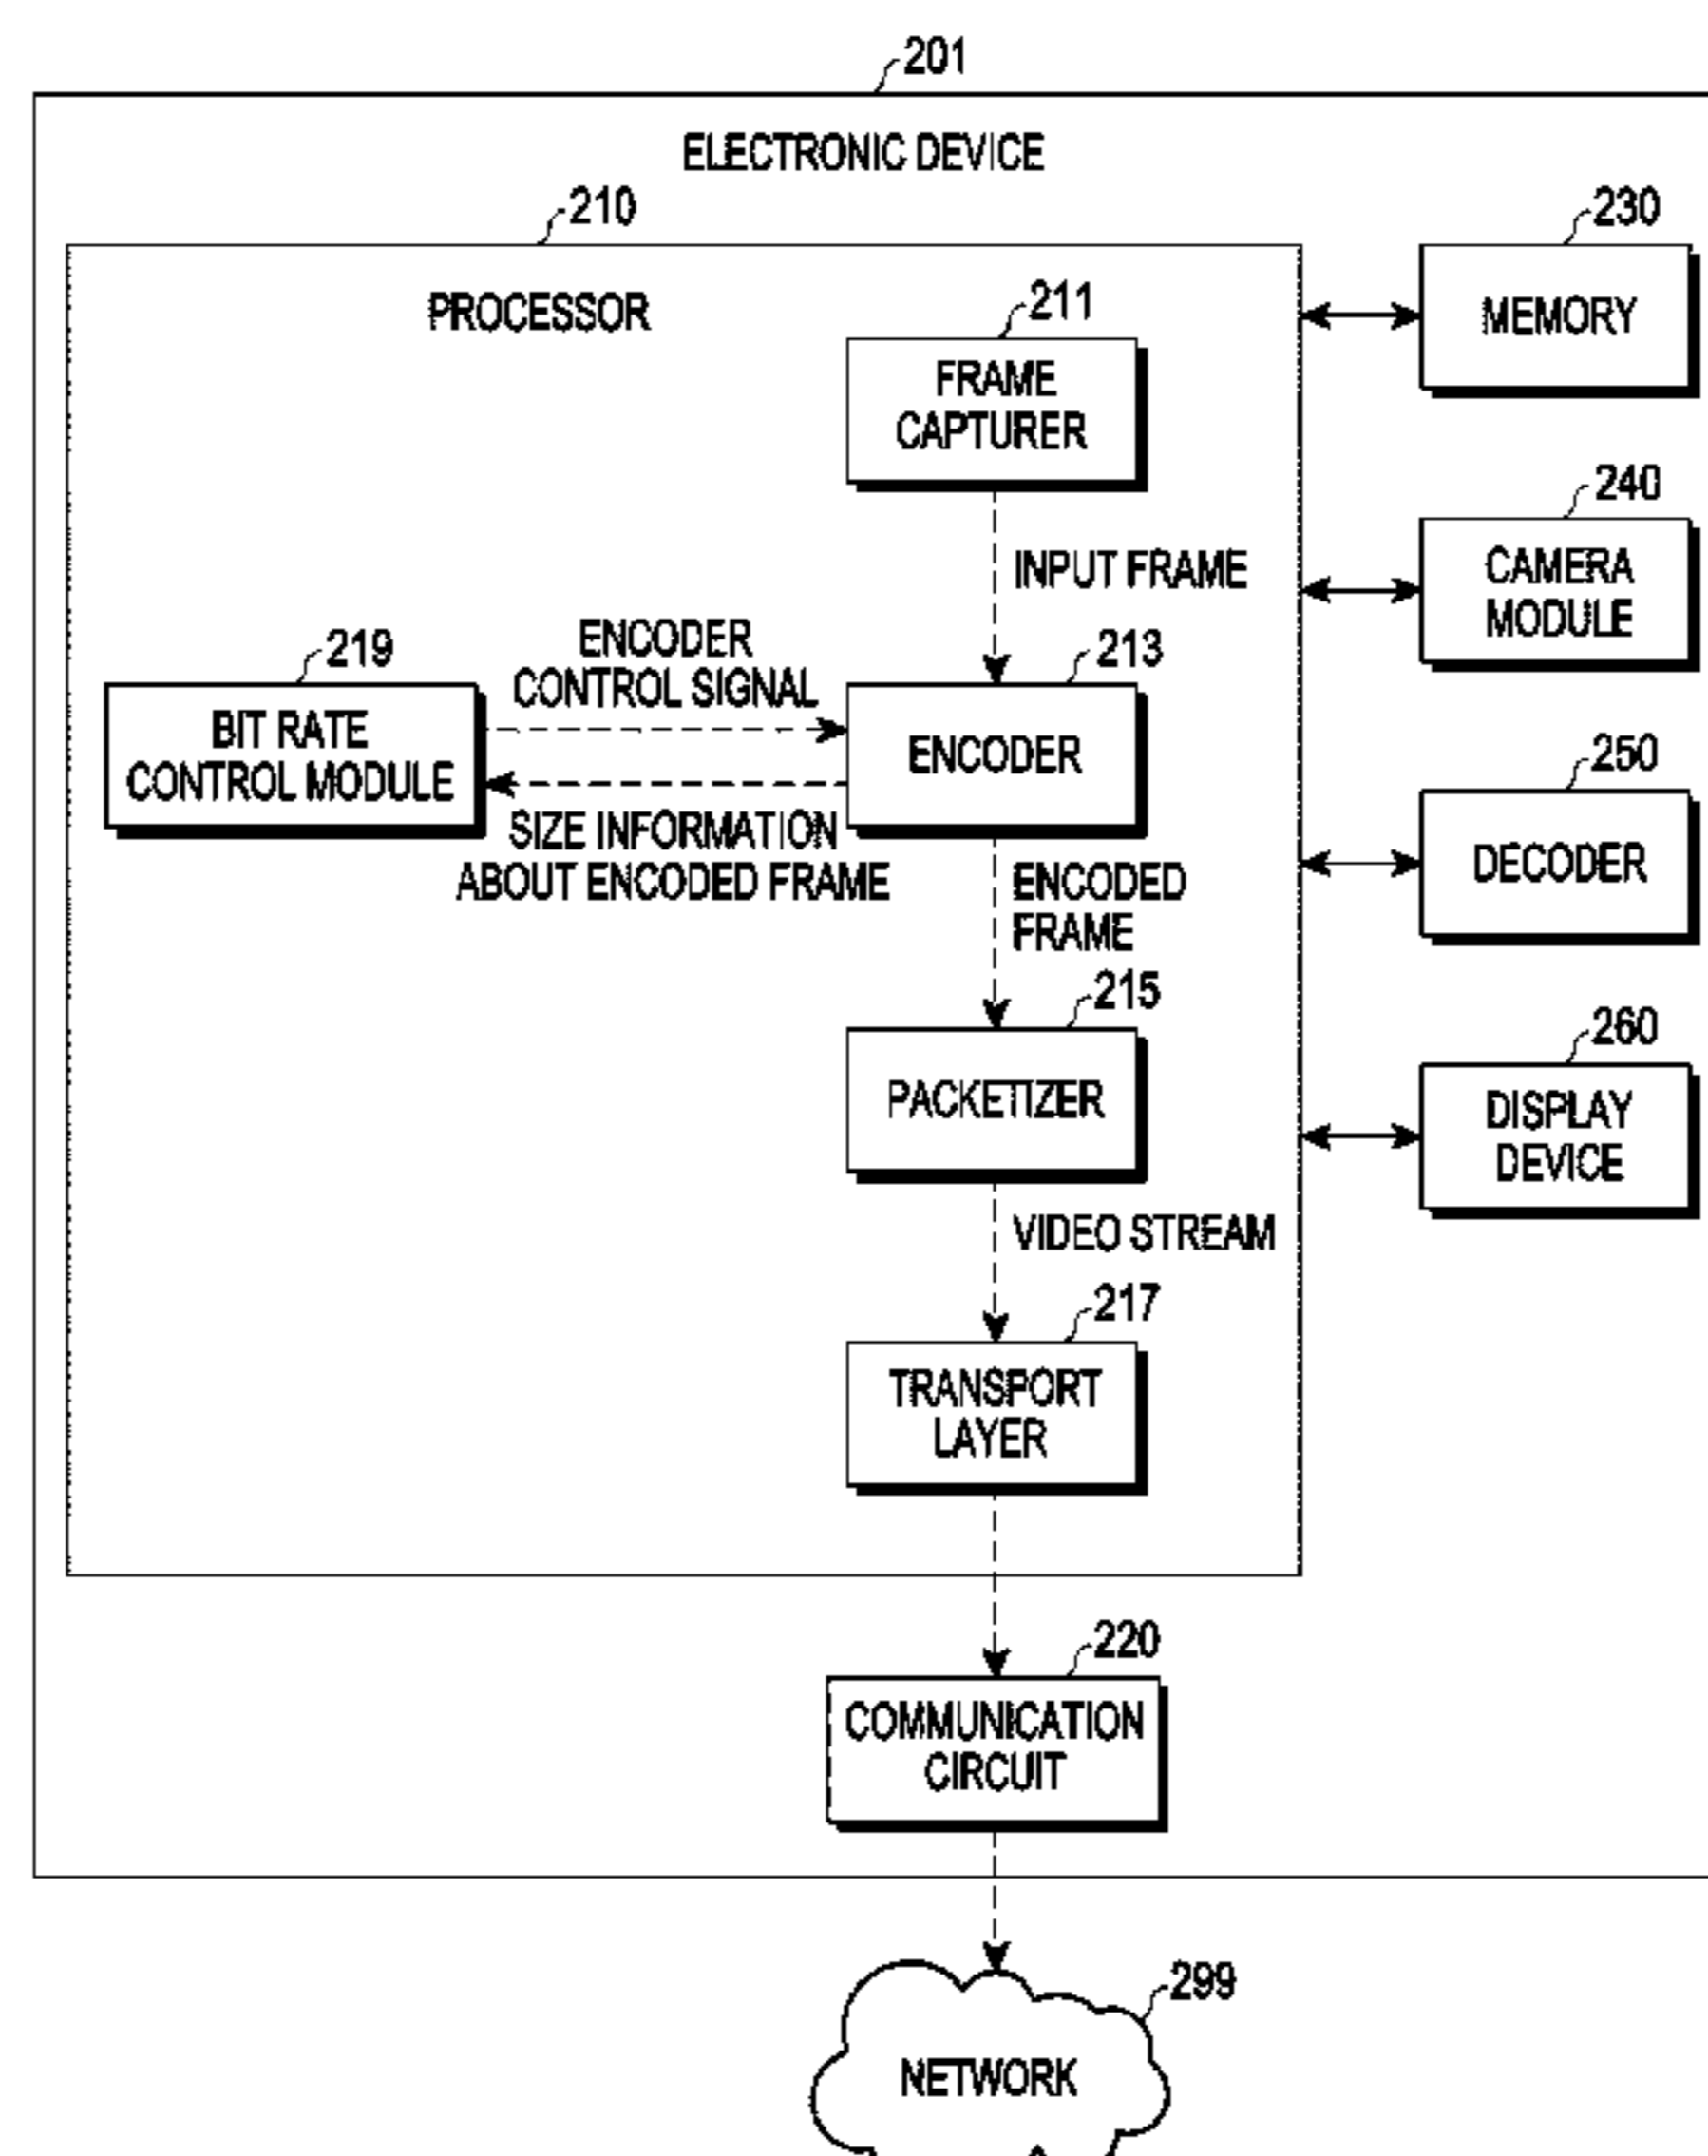 201
ELECTRONIC DEVICE
210
PROCESSOR
211
FRAME
CAPTURER
INPUT FRAME
219
BIT RATE
CONTROL MODULE
ENCODER
CONTROL SIGNAL
SIZE INFORMATION
ABOUT ENCODED FRAME
213
ENCODER
ENCODED
FRAME
215
PACKETIZER
VIDEO STREAM
217
TRANSPORT
LAYER
220
COMMUNICATION
CIRCUIT
230
MEMORY
240
CAMERA
MODULE
250
DECODER
260
DISPLAY
DEVICE
299
NETWORK